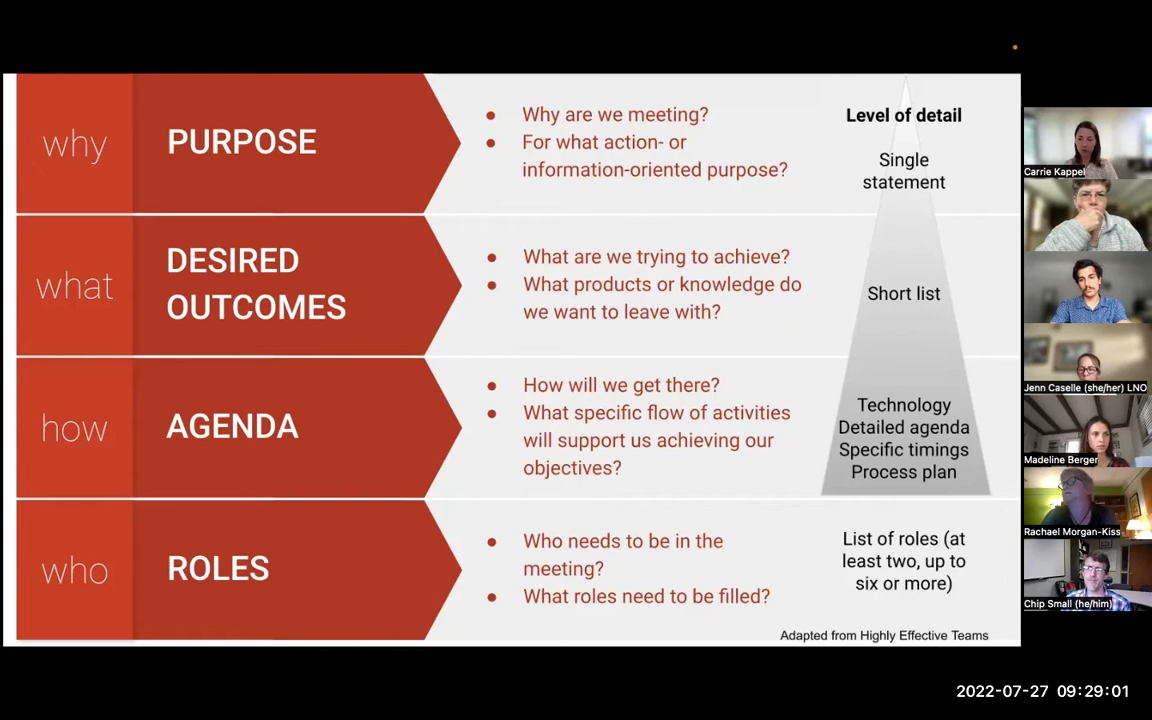 why
PURPOSE
● Why are we meeting?
● For what action- or
information-oriented purpose?
Level of detail
Single
statement
what
DESIRED
OUTCOMES
● What are we trying to achieve?
● What products or knowledge do
we want to leave with?
Short list
how
AGENDA
● How will we get there?
● What specific flow of activities
will support us achieving our
objectives?
Technology
Detailed agenda
Specific timings
Process plan
who
ROLES
● Who needs to be in the
meeting?
● What roles need to be filled?
List of roles (at
least two, up to
six or more)
Adapted from Highly Effective Teams
Carrie Kappel
Jenn Caselle (she/her) LNO
Madeline Berger
Rachael Morgan-Kiss
Chip Small (he/him)
2022-07-27 09:29:01